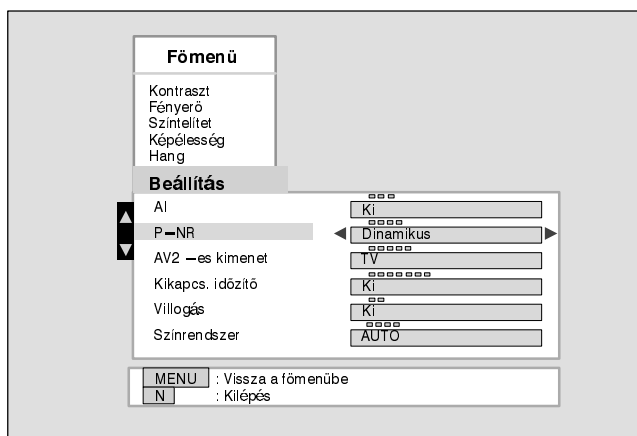 Fömenü
Kontraszt
Fényerö
Színtelítet
Képélesség
Hang
Beállítás
AI Ki
P–NR Dinamikus
AV2 –es kimenet TV
Kikapcs. idözítö Ki
Villogás Ki
Színrendszer AUTO
MENU : Vissza a fömenübe
N : Kilépés